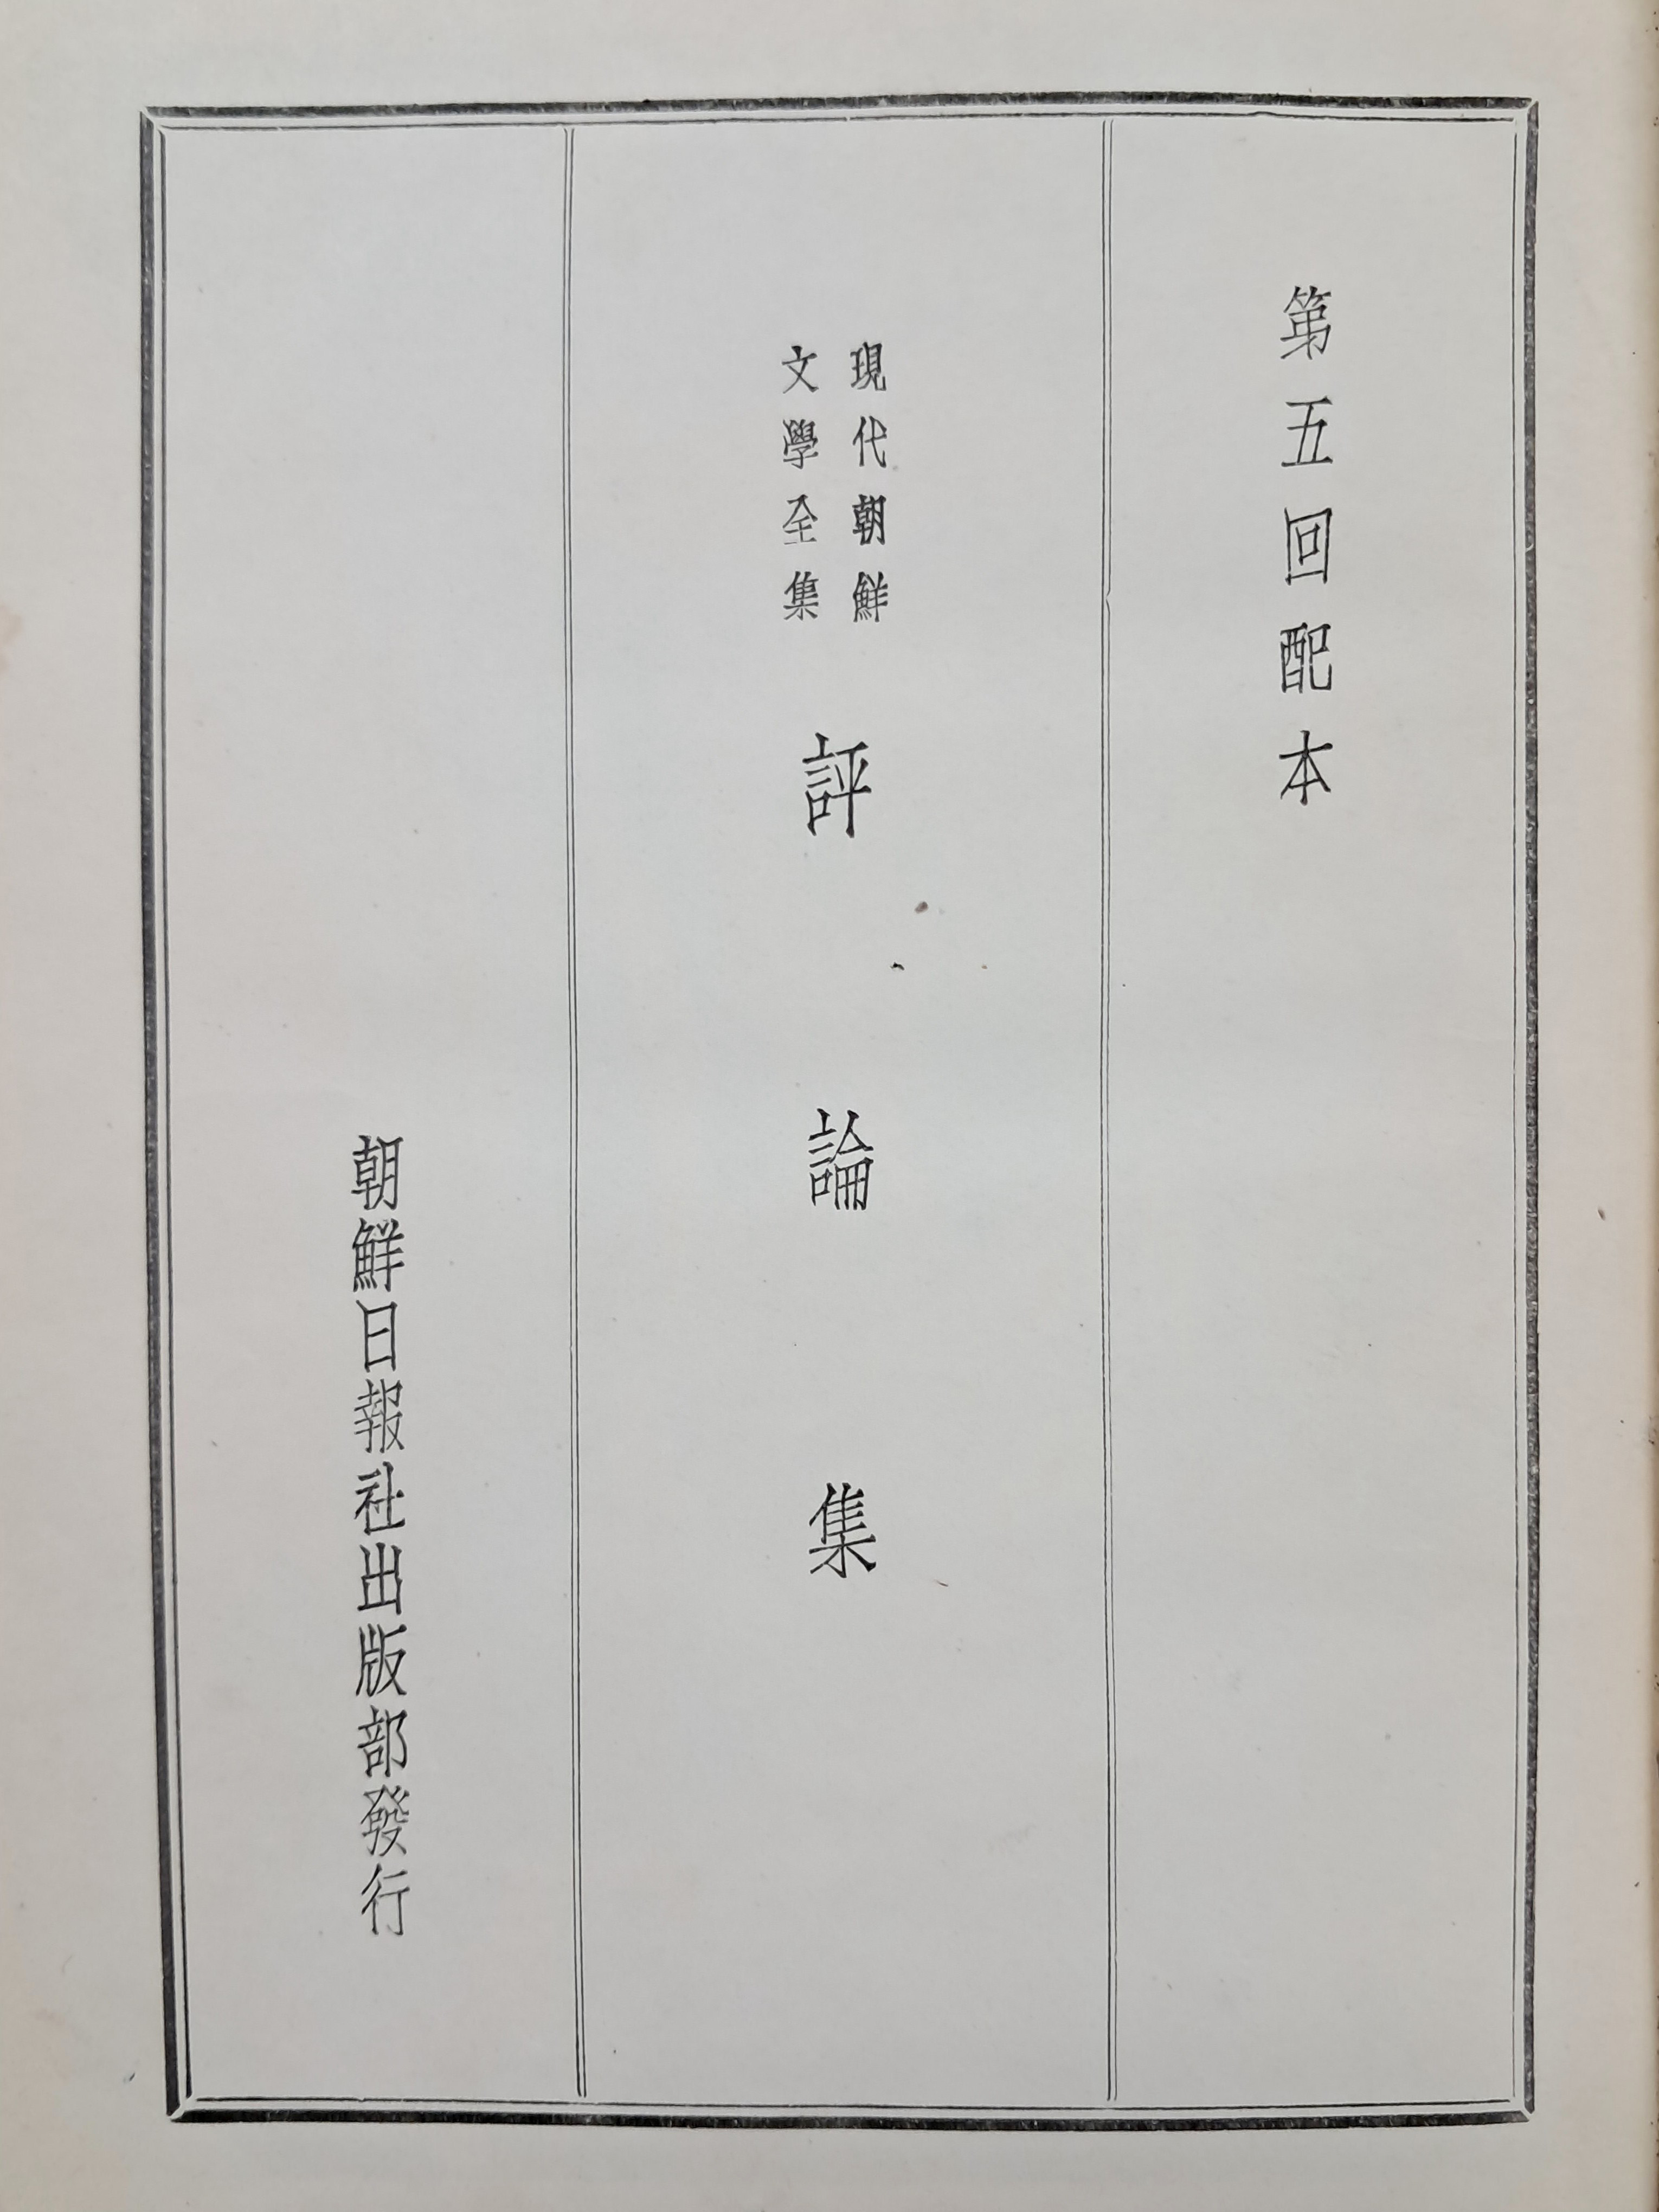 第五回配本
現代朝鮮
文學全集
評論集
朝鮮日報社出版部發行